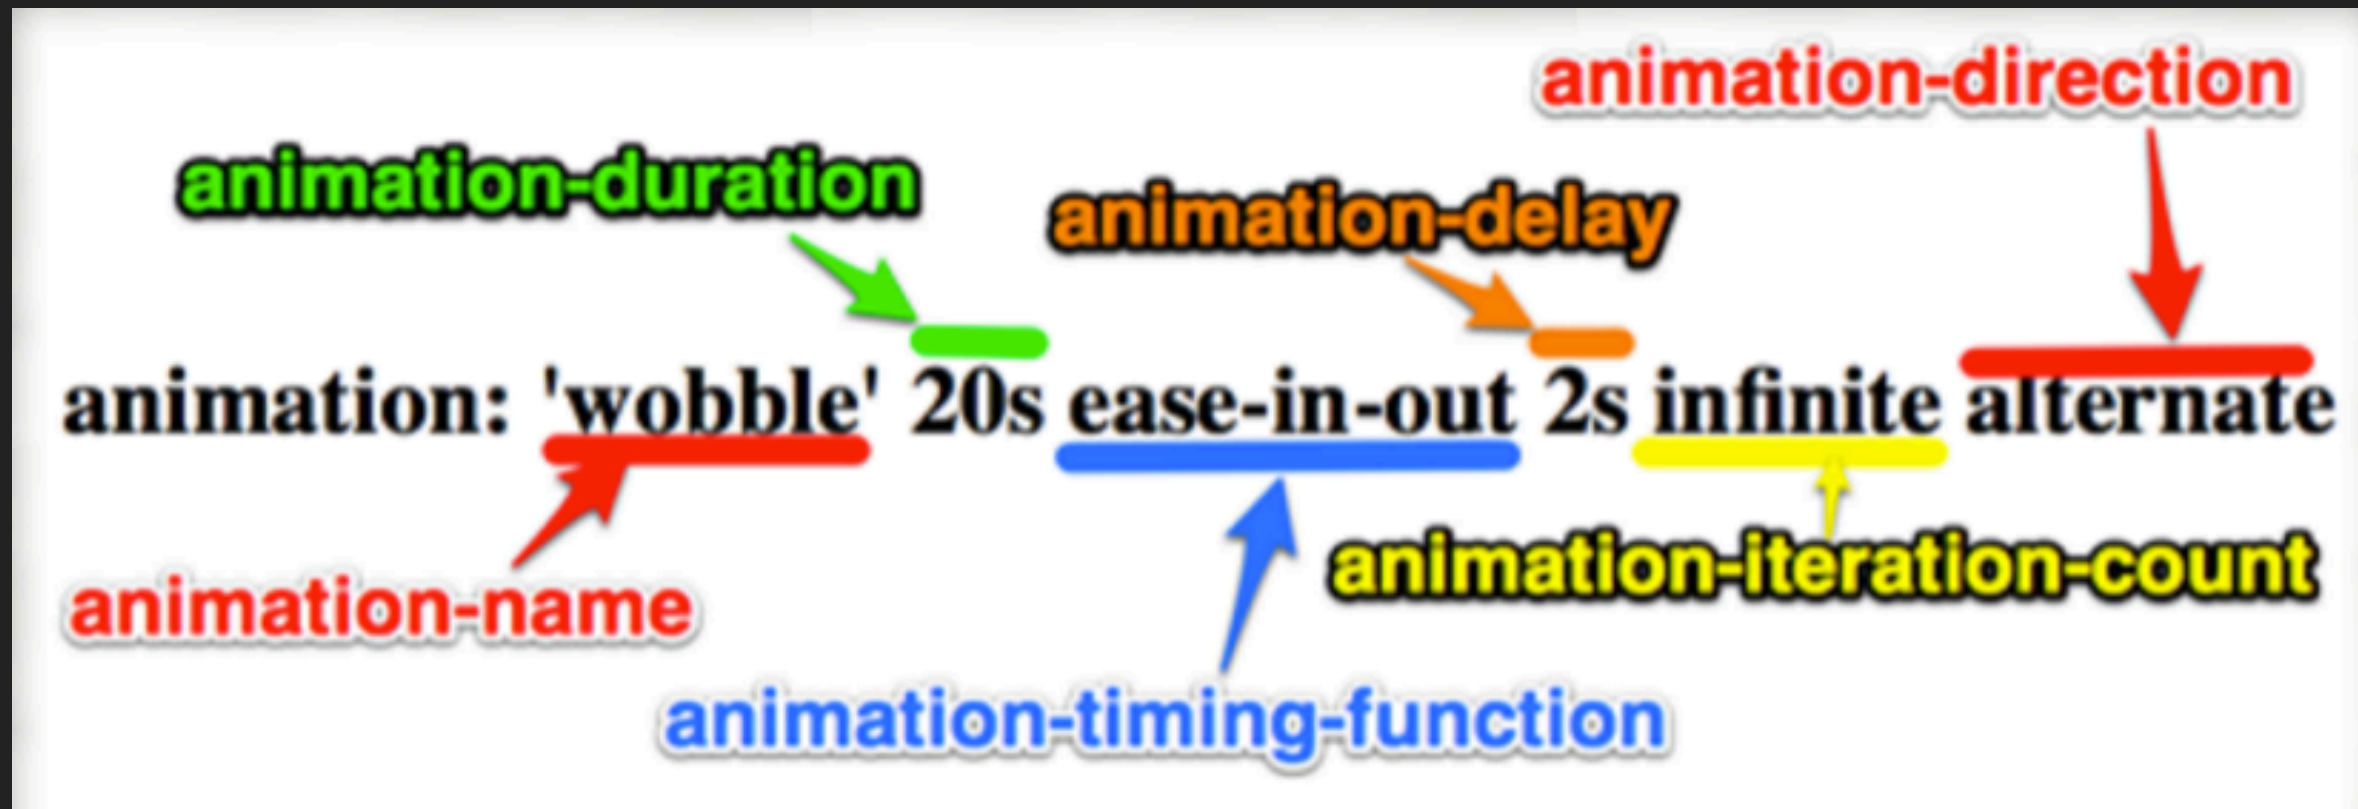 animation-direction
animation-duration
animation-delay
animation: 'wobble' 20s ease-in-out 2s infinite alternate
animation-iteration-count
animation-name
animation-timing-function